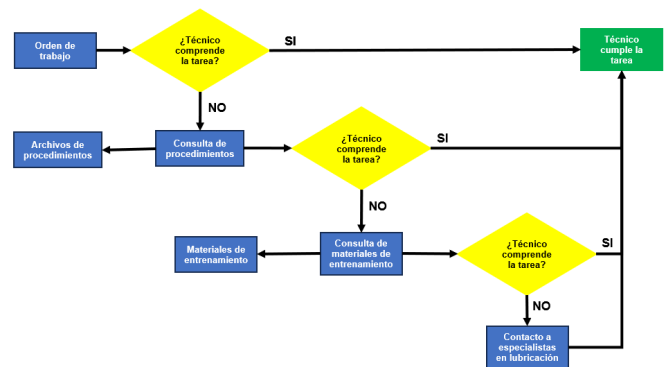 Orden de
trabajo
¿Técnico
comprende
la tarea?
SI
Técnico
cumple la
tarea
NO
Archivos de
procedimientos
Consulta de
procedimientos
¿Técnico
comprende
la tarea?
SI
NO
Materiales de
entrenamiento
Consulta de
materiales de
entrenamiento
¿Técnico
comprende
la tarea?
SI
NO
Contacto a
especialistas
en lubricación